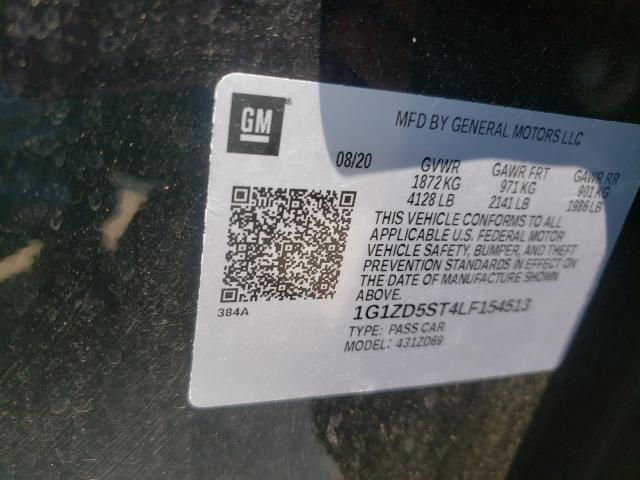 GM
®
MFD BY GENERAL MOTORS LLC
08/20 GVWR GAWR FRT GAWR RR
1872 KG 971 KG 901 KG
4128 LB 2141 LB 1986 LB
THIS VEHICLE CONFORMS TO ALL
APPLICABLE U.S. FEDERAL MOTOR
VEHICLE SAFETY, BUMPER, AND THEFT
PREVENTION STANDARDS IN EFFECT ON
THE DATE OF MANUFACTURE SHOWN
ABOVE.
384A
1G1ZD5ST4LF154513
TYPE: PASS CAR
MODEL: 431ZD69